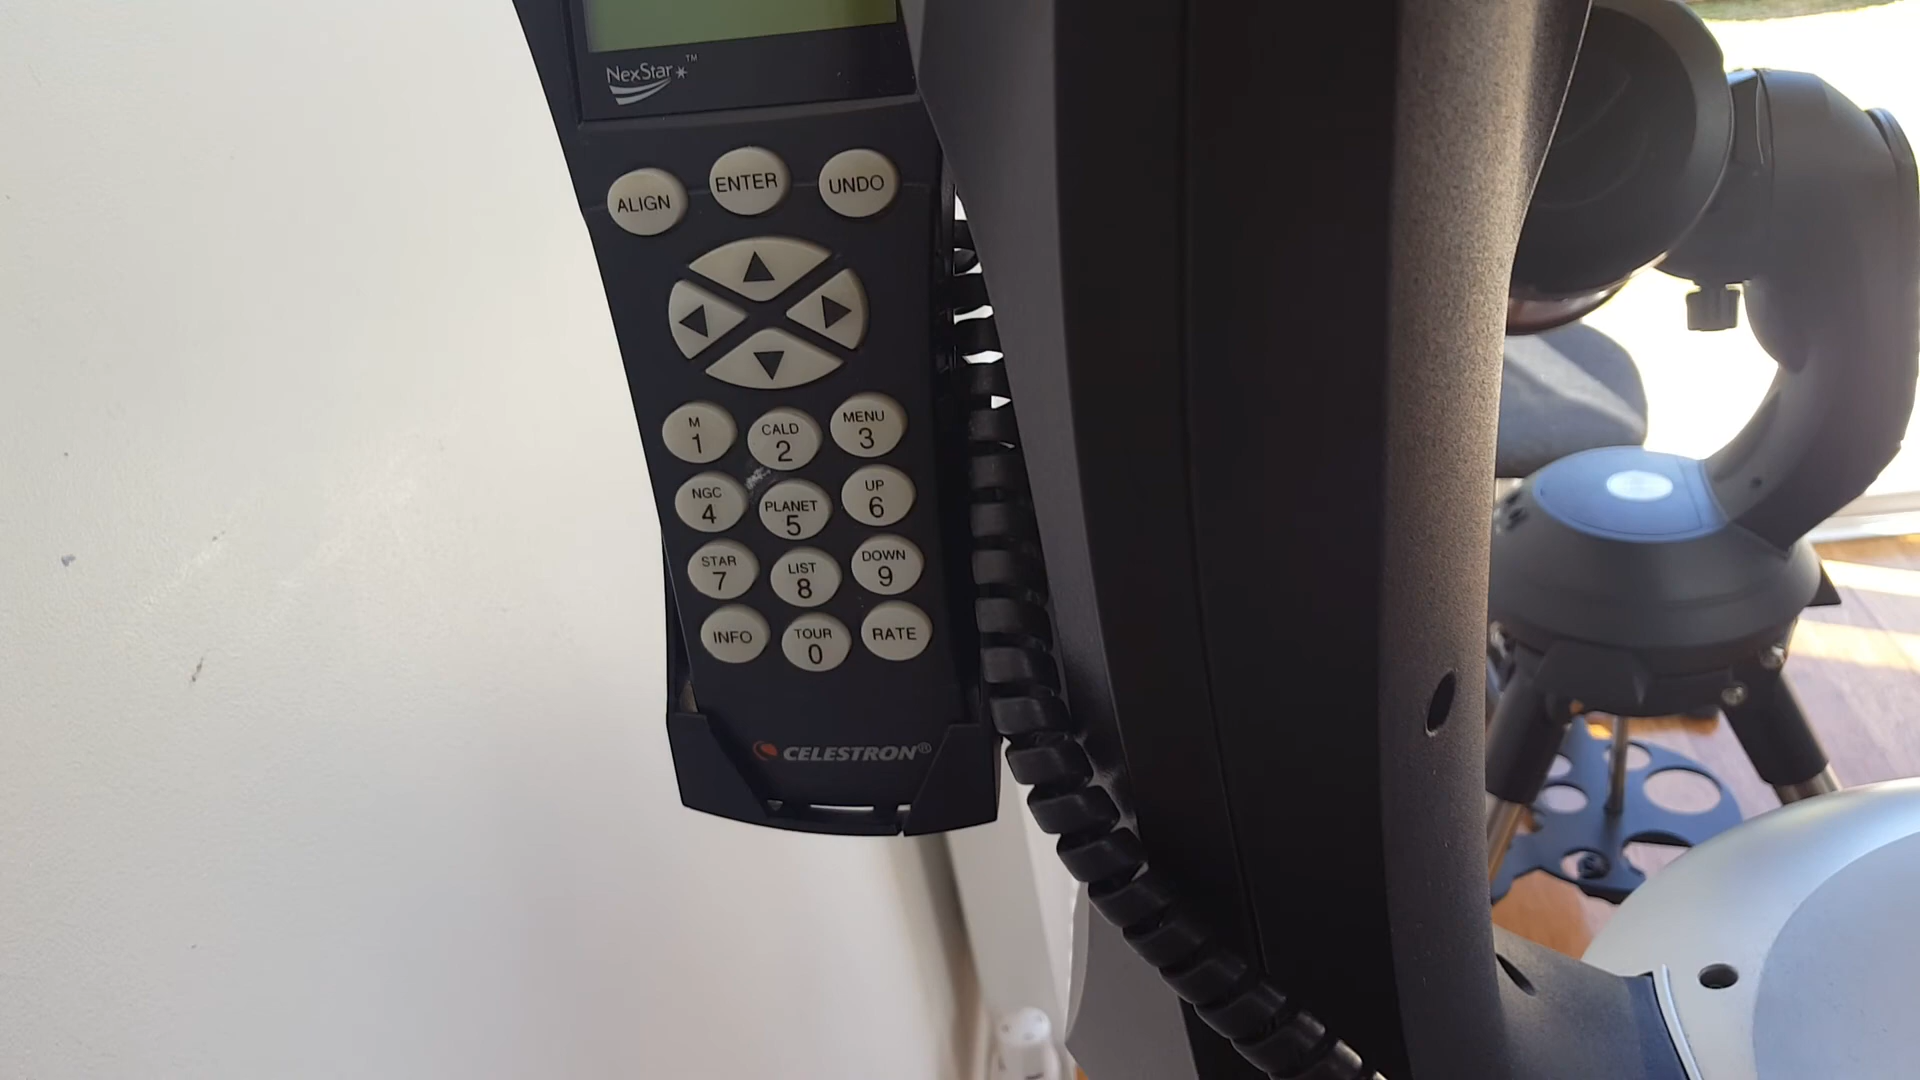 NexStar™
ALIGN
ENTER
UNDO
M
1
CALD
2
MENU
3
NGC
4
PLANET
5
UP
6
STAR
7
LIST
8
DOWN
9
INFO
TOUR
0
RATE
CELESTRON®